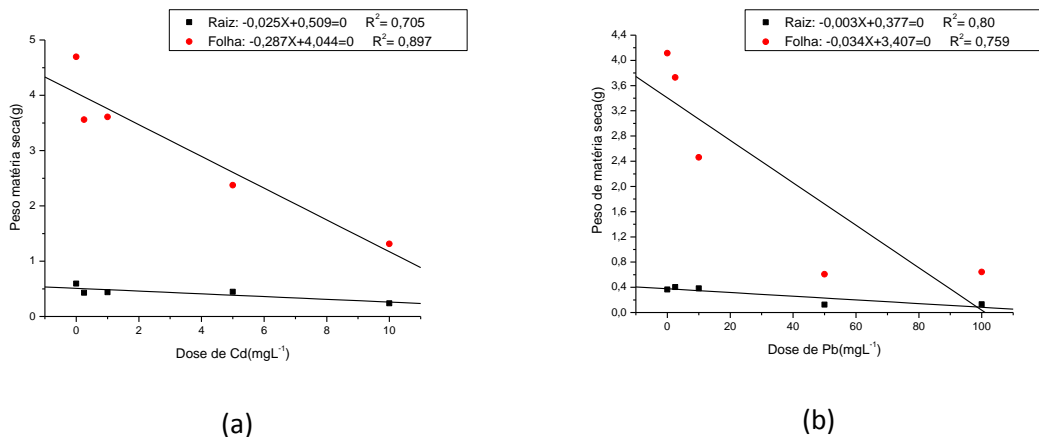 Raiz: -0,025X+0,509=0 R²= 0,705
Folha: -0,287X+4,044=0 R²= 0,897
5
4
3
2
1
0
Peso matéria seca(g)
0 2 4 6 8 10
Dose de Cd(mgL⁻¹)
(a)
Raiz: -0,003X+0,377=0 R²= 0,80
Folha: -0,034X+3,407=0 R²= 0,759
4,4
4,0
3,6
3,2
2,8
2,4
2,0
1,6
1,2
0,8
0,4
0,0
Peso de matéria seca(g)
0 20 40 60 80 100
Dose de Pb(mgL⁻¹)
(b)